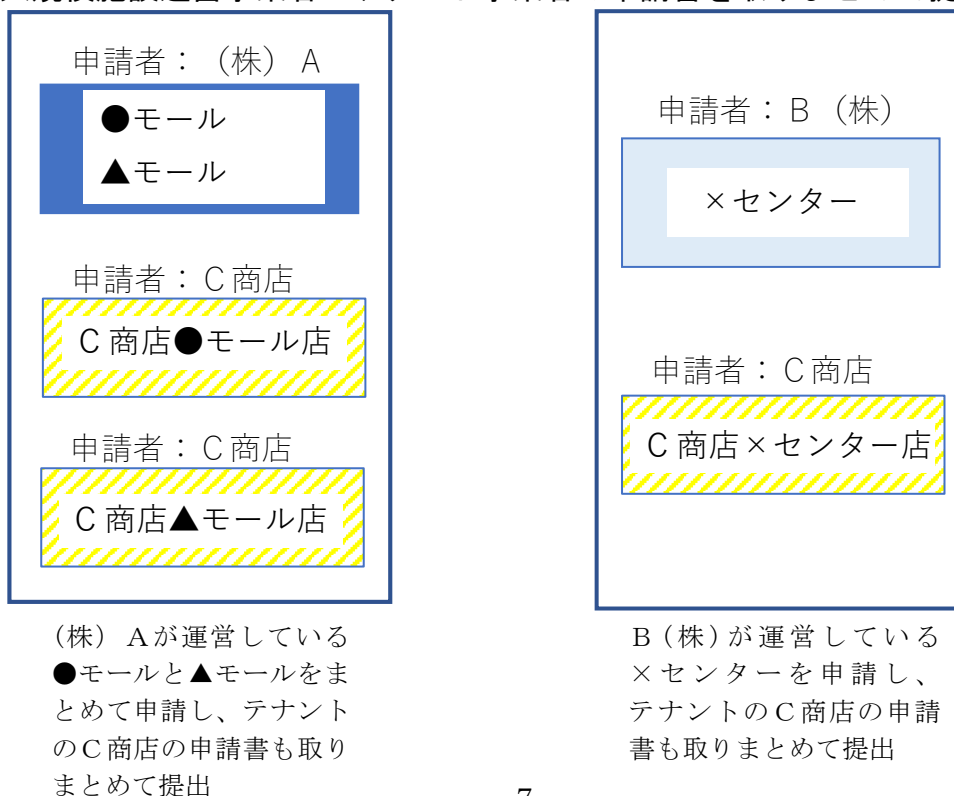 申請者：（株）A
●モール
▲モール
申請者：C商店
C商店●モール店
申請者：C商店
C商店▲モール店
（株）Aが運営している
●モールと▲モールをま
とめて申請し、テナント
のC商店の申請書も取り
まとめて提出
申請者：B（株）
×センター
申請者：C商店
C商店×センター店
B（株）が運営している
×センターを申請し、
テナントのC商店の申請
書も取りまとめて提出